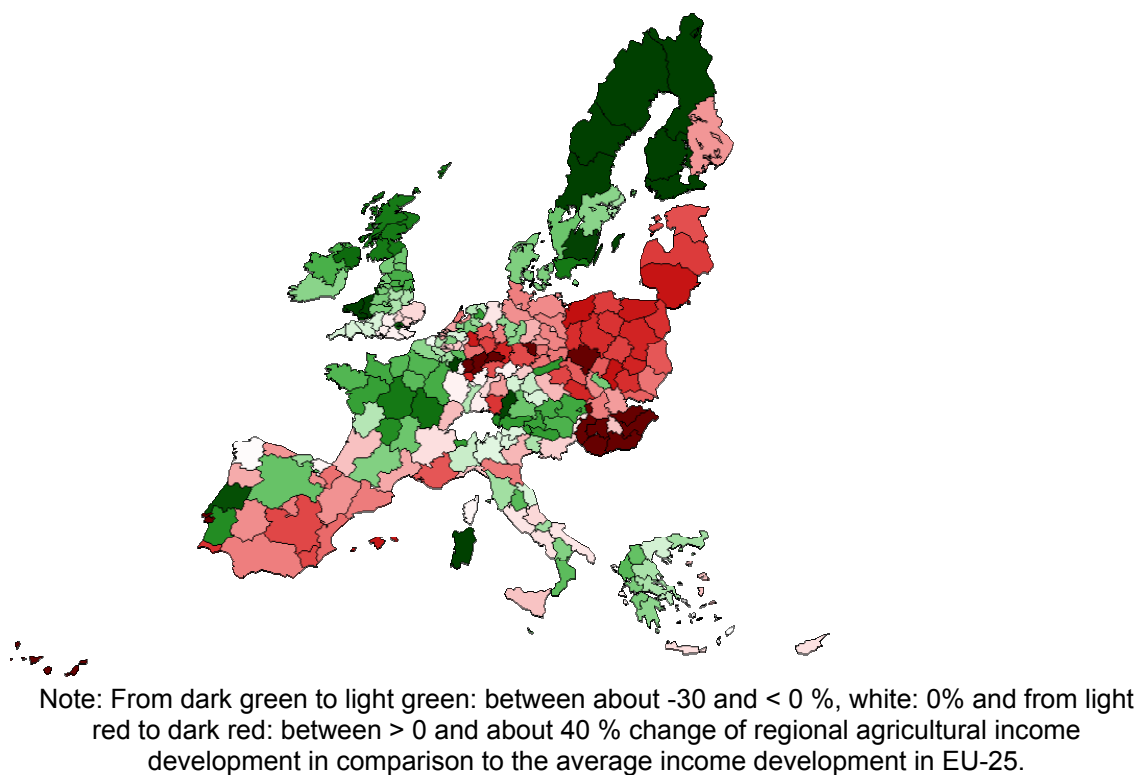 Note: From dark green to light green: between about -30 and < 0 %, white: 0% and from light
red to dark red: between > 0 and about 40 % change of regional agricultural income
development in comparison to the average income development in EU-25.